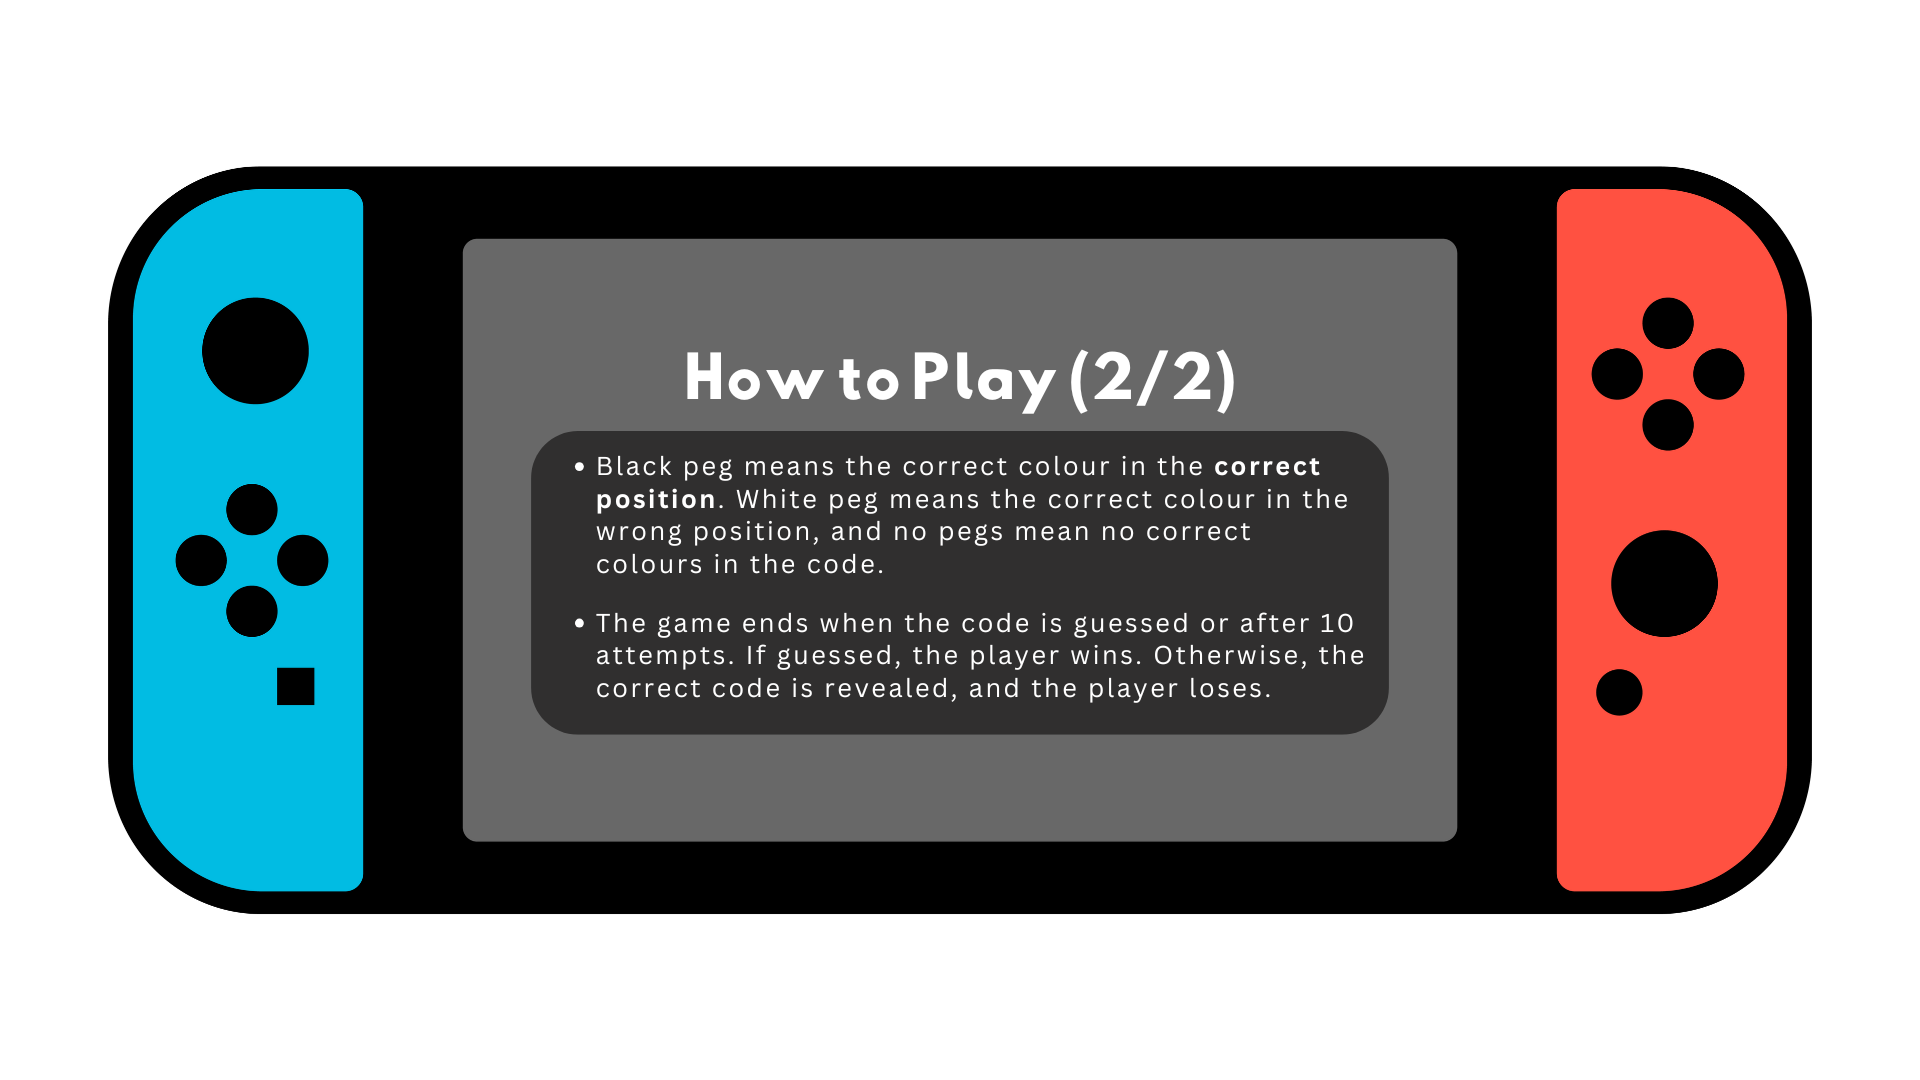 How to Play (2/2)
• Black peg means the correct colour in the correct
position. White peg means the correct colour in the
wrong position, and no pegs mean no correct
colours in the code.
• The game ends when the code is guessed or after 10
attempts. If guessed, the player wins. Otherwise, the
correct code is revealed, and the player loses.